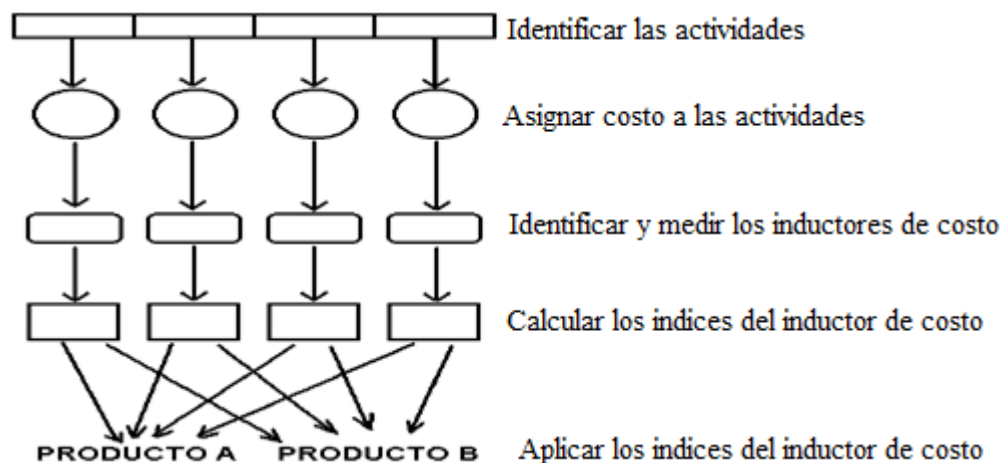 Identificar las actividades
Asignar costo a las actividades
Identificar y medir los inductores de costo
Calcular los indices del inductor de costo
PRODUCTO A PRODUCTO B Aplicar los indices del inductor de costo